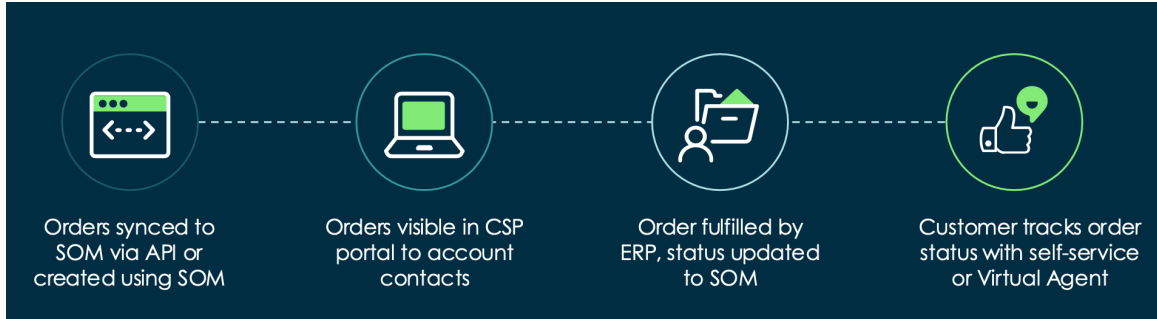 Orders synced to
SOM via API or
created using SOM
Orders visible in CSP
portal to account
contacts
Order fulfilled by
ERP, status updated
to SOM
Customer tracks order
status with self-service
or Virtual Agent